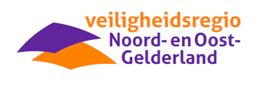 veiligheidsregio
Noord- en Oost-
Gelderland